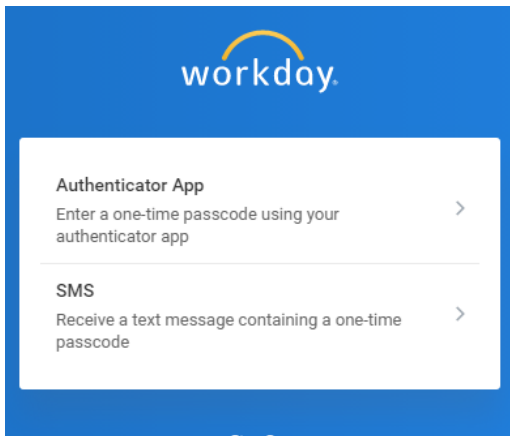 workday.
Authenticator App
Enter a one-time passcode using your
authenticator app
SMS
Receive a text message containing a one-time
passcode